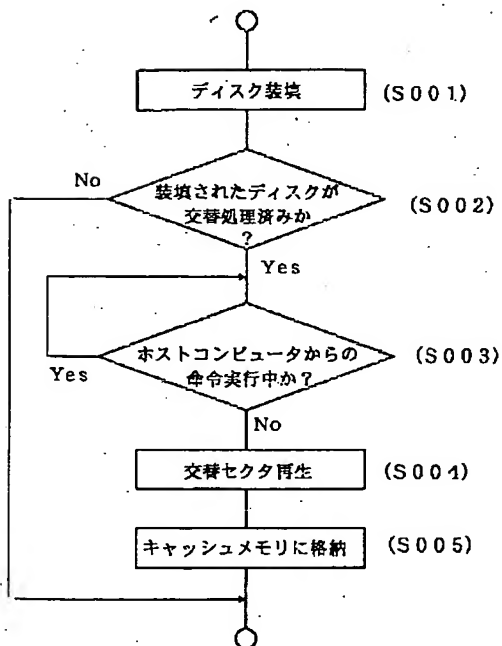 ディスク装填
(S001)
No
装填されたディスクが
交替処理済みか
?
(S002)
Yes
ホストコンピュータからの
命令実行中か?
(S003)
Yes
No
交替セクタ再生
(S004)
キャッシュメモリに格納
(S005)